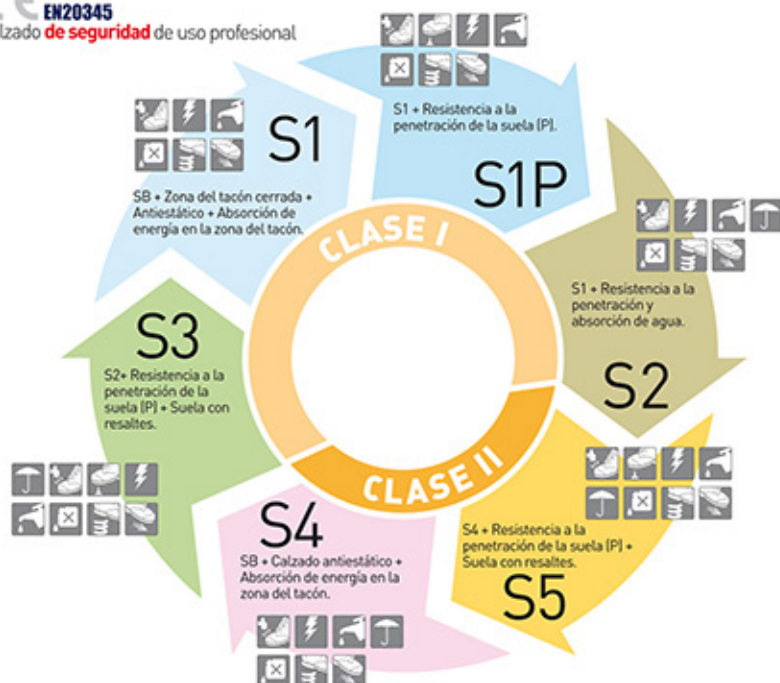 CE EN20345
lzado de seguridad de uso profesional
S1
SB + Zona del tacón cerrada +
Antiestático + Absorción de
energía en la zona del tacón.
S1 + Resistencia a la
penetración de la suela (P).
S1P
S1 + Resistencia a la
penetración y
absorción de agua.
S2
CLASE I
S3
S2+ Resistencia a la
penetración de la
suela (P) + Suela con
resaltes.
CLASE II
S4
SB + Calzado antiestático +
Absorción de energía en la
zona del tacón.
S4 + Resistencia a la
penetración de la suela (P) +
Suela con resaltes.
S5